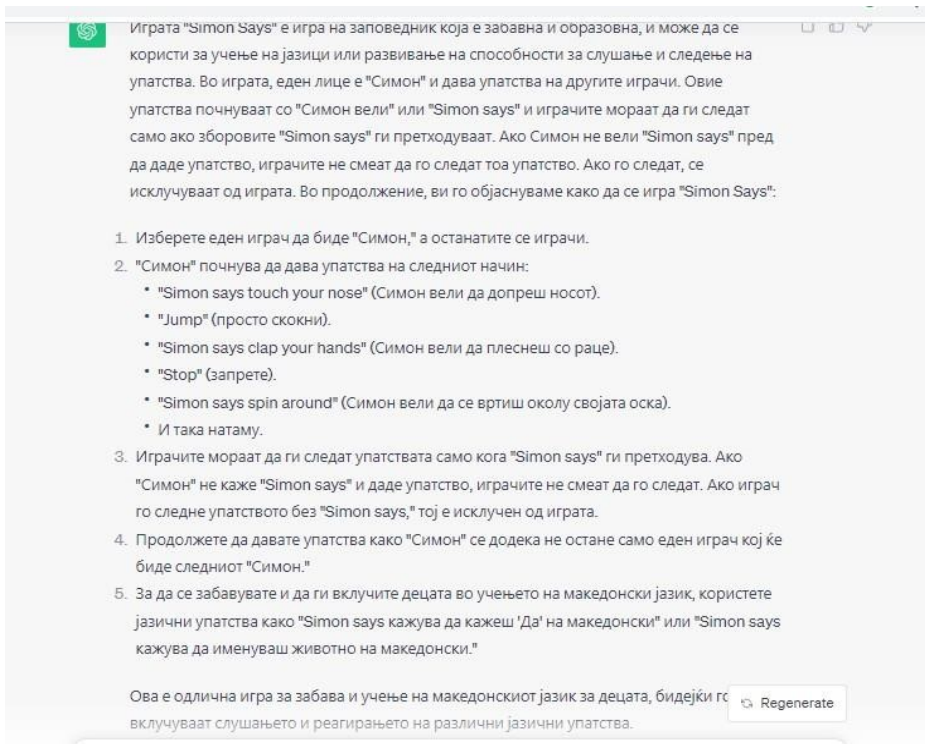 Играта "Simon Says" е игра на заповедник која е забавна и образовна, и може да се
користи за учење на јазици или развивање на способности за слушање и следење на
упатства. Во играта, еден лице е "Симон" и дава упатства на другите играчи. Овие
упатства почнуваат со "Симон вели" или "Simon says" и играчите мораат да ги следат
само ако зборовите "Simon says" ги претходуваат. Ако Симон не вели "Simon says" пред
да даде упатство, играчите не смеат да го следат тоа упатство. Ако го следат, се
исклучуваат од играта. Во продолжение, ви го објаснуваме како да се игра "Simon Says":
1. Изберете еден играч да биде "Симон," а останатите се играчи.
2. "Симон" почнува да дава упатства на следниот начин:
• "Simon says touch your nose" (Симон вели да допреш носот).
• "Jump" (просто скокни).
• "Simon says clap your hands" (Симон вели да плеснеш со раце).
• "Stop" (запрете).
• "Simon says spin around" (Симон вели да се вртиш околу својата оска).
• И така натаму.
3. Играчите мораат да ги следат упатствата само кога "Simon says" ги претходува. Ако
"Симон" не каже "Simon says" и даде упатство, играчите не смеат да го следат. Ако играч
го следне упатството без "Simon says," тој е исклучен од играта.
4. Продолжете да давате упатства како "Симон" се додека не остане само еден играч кој ќе
биде следниот "Симон."
5. За да се забавувате и да ги вклучите децата во учењето на македонски јазик, користете
јазични упатства како "Simon says кажува да кажеш 'Да' на македонски" или "Simon says
кажува да именуваш животно на македонски."
Ова е одлична игра за забава и учење на македонскиот јазик за децата, бидејќи
вклучуваат слушањето и реагирањето на различни јазични упатства.
Regenerate